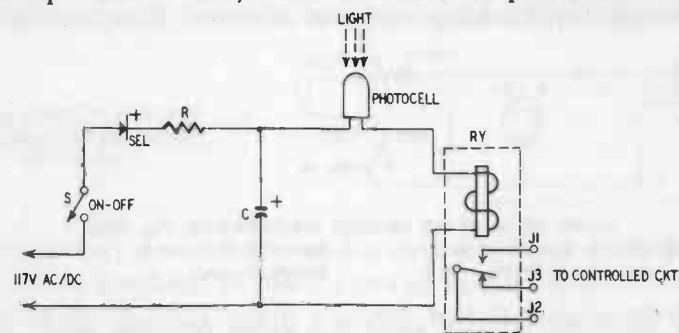 LIGHT
PHOTOCELL
R
RY
+
SEL
S
ON-OFF
C
+
J1
117V AC/DC
J3 TO CONTROLLED CKT
J2